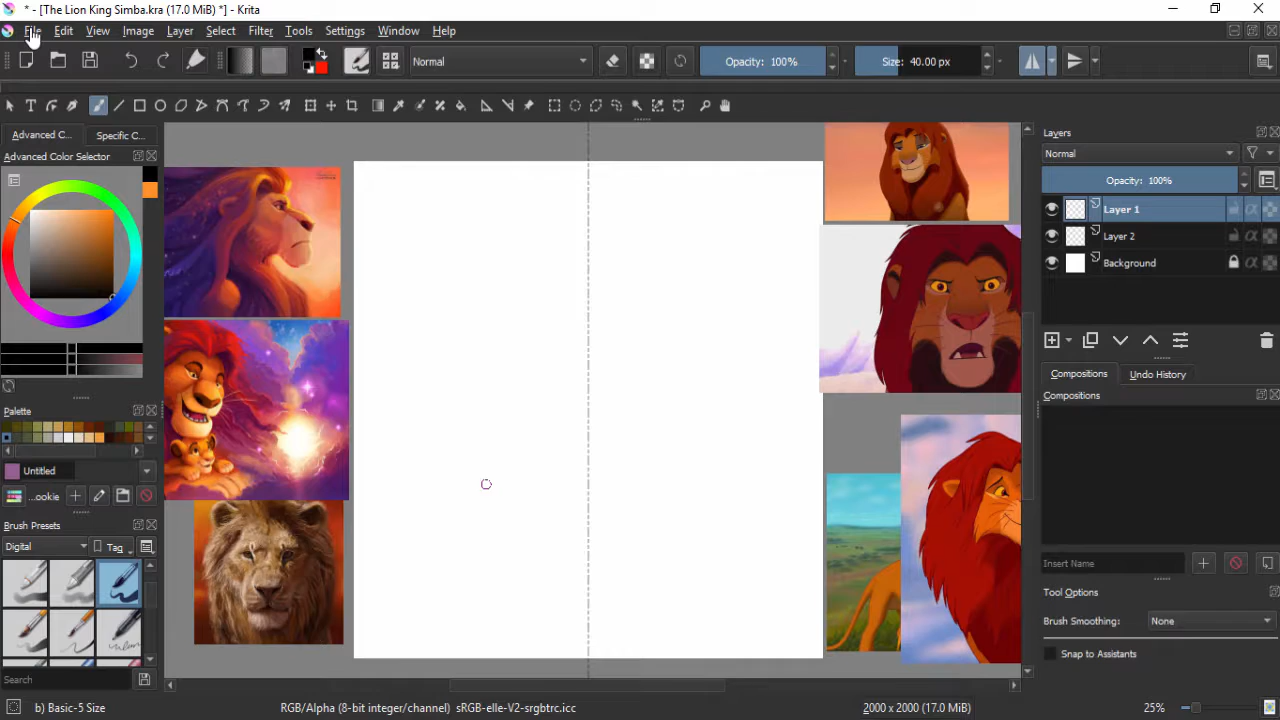 * - [The Lion King Simba.kra (17.0 MiB) *] - Krita
File Edit View Image Layer Select Filter Tools Settings Window Help
Normal Opacity: 100% Size: 40.00 px
Advanced C... Specific C...
Advanced Color Selector
Palette
Untitled
...ookie
Brush Presets
Digital Tag
Search
Layers
Normal
Opacity: 100%
Layer 1
Layer 2
Background
Compositions Undo History
Compositions
Insert Name
Tool Options
Brush Smoothing: None
Snap to Assistants
b) Basic-5 Size RGB/Alpha (8-bit integer/channel) sRGB-elle-V2-srgbtrc.icc 2000 x 2000 (17.0 MiB) 25%